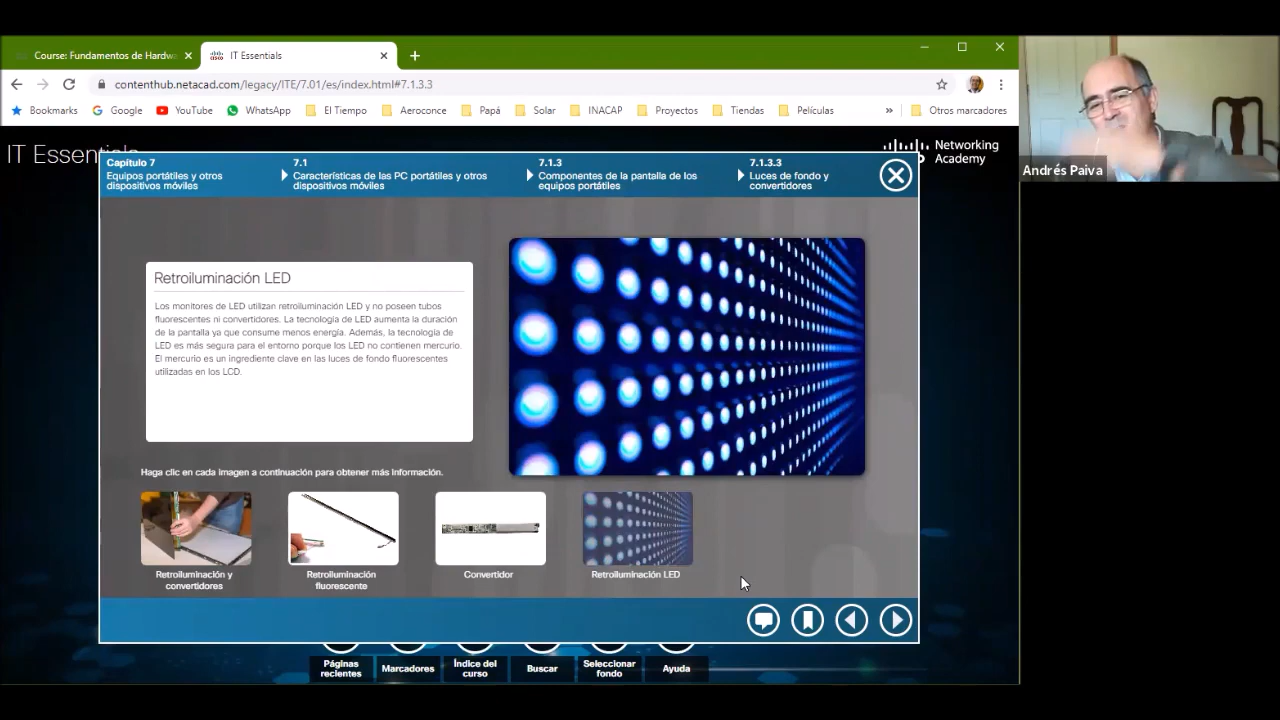 Course: Fundamentos de Hardwa
IT Essentials
contenthub.netacad.com/legacy/ITE/7.01/es/index.html#7.1.3.3
Bookmarks
Google
YouTube
WhatsApp
El Tiempo
Aeroconce
Papá
Solar
INACAP
Proyectos
Tiendas
Películas
»
Otros marcadores
IT Essentials
CISCO
Networking
Academy
Andrés Paiva
Capítulo 7
Equipos portátiles y otros
dispositivos móviles
7.1
Características de las PC portátiles y otros
dispositivos móviles
7.1.3
Componentes de la pantalla de los
equipos portátiles
7.1.3.3
Luces de fondo y
convertidores
Retroiluminación LED
Los monitores de LED utilizan retroiluminación LED y no poseen tubos
fluorescentes ni convertidores. La tecnología de LED aumenta la duración
de la pantalla ya que consume menos energía. Además, la tecnología de
LED es más segura para el entorno porque los LED no contienen mercurio.
El mercurio es un ingrediente clave en las luces de fondo fluorescentes
utilizadas en los LCD.
Haga clic en cada imagen a continuación para obtener más información.
Retroiluminación y
convertidores
Retroiluminación
fluorescente
Convertidor
Retroiluminación LED
Páginas
recientes
Marcadores
Índice del
curso
Buscar
Seleccionar
fondo
Ayuda